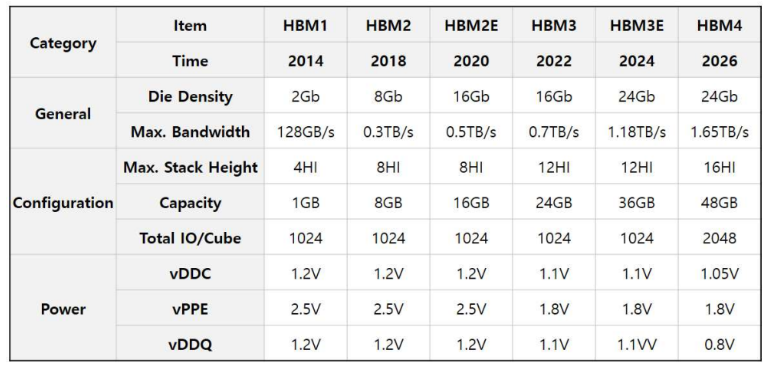 Category Item HBM1 HBM2 HBM2E HBM3 HBM3E HBM4
Time 2014 2018 2020 2022 2024 2026
General Die Density 2Gb 8Gb 16Gb 16Gb 24Gb 24Gb
Max. Bandwidth 128GB/s 0.3TB/s 0.5TB/s 0.7TB/s 1.18TB/s 1.65TB/s
Configuration Max. Stack Height 4HI 8HI 8HI 12HI 12HI 16HI
Capacity 1GB 8GB 16GB 24GB 36GB 48GB
Total IO/Cube 1024 1024 1024 1024 1024 2048
Power vDDC 1.2V 1.2V 1.2V 1.1V 1.1V 1.05V
vPPE 2.5V 2.5V 2.5V 1.8V 1.8V 1.8V
vDDQ 1.2V 1.2V 1.2V 1.1V 1.1VV 0.8V